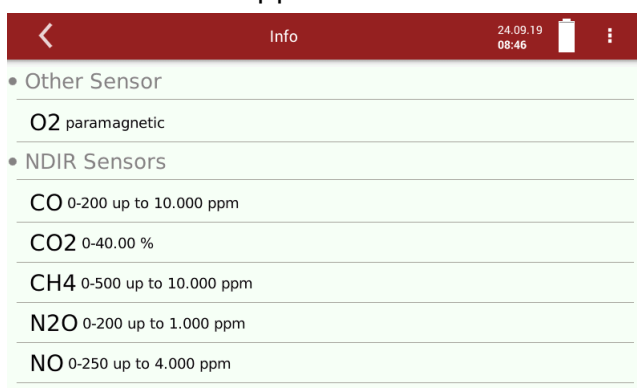 Info
24.09.19
08:46
• Other Sensor
O2 paramagnetic
• NDIR Sensors
CO 0-200 up to 10.000 ppm
CO2 0-40.00 %
CH4 0-500 up to 10.000 ppm
N2O 0-200 up to 1.000 ppm
NO 0-250 up to 4.000 ppm